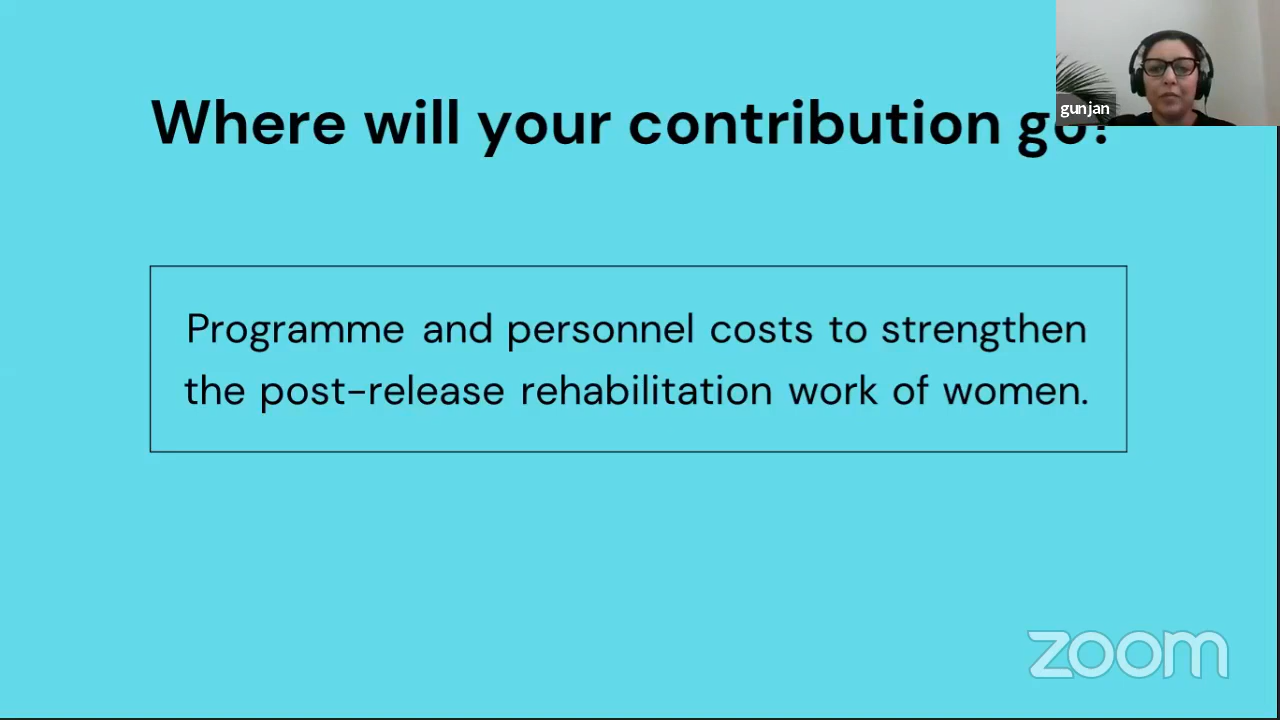 Where will your contribution go?
gunjan
Programme and personnel costs to strengthen
the post-release rehabilitation work of women.
zoom